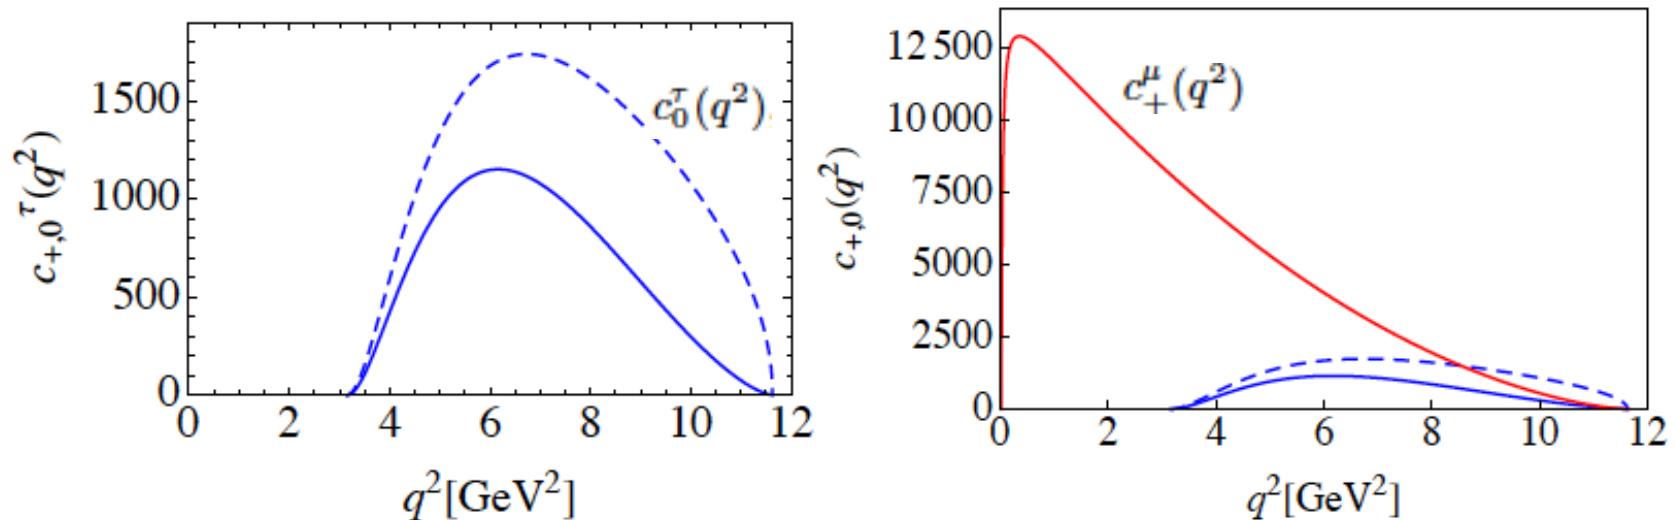 1500
1000
500
0
0 2 4 6 8 10 12
c_{+,0}^τ(q^2)
q^2[GeV^2]
c_0^τ(q^2)
12 500
10 000
7500
5000
2500
0
0 2 4 6 8 10 12
c_{+,0}(q^2)
q^2[GeV^2]
c_+^μ(q^2)